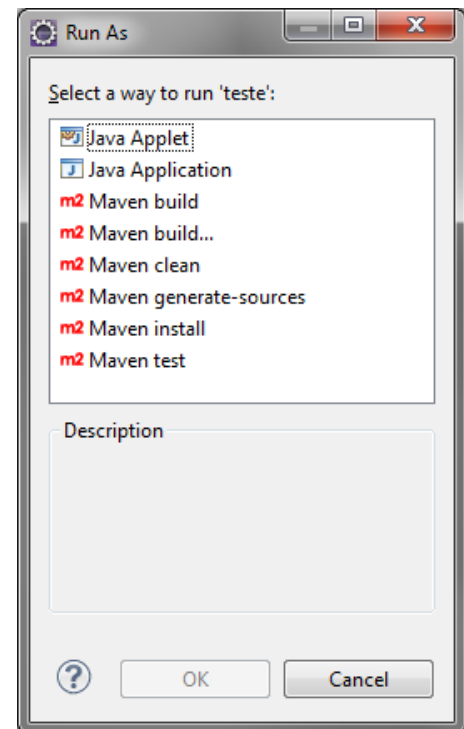 Run As
Select a way to run 'teste':
Java Applet
Java Application
m2 Maven build
m2 Maven build...
m2 Maven clean
m2 Maven generate-sources
m2 Maven install
m2 Maven test
Description
?
OK
Cancel